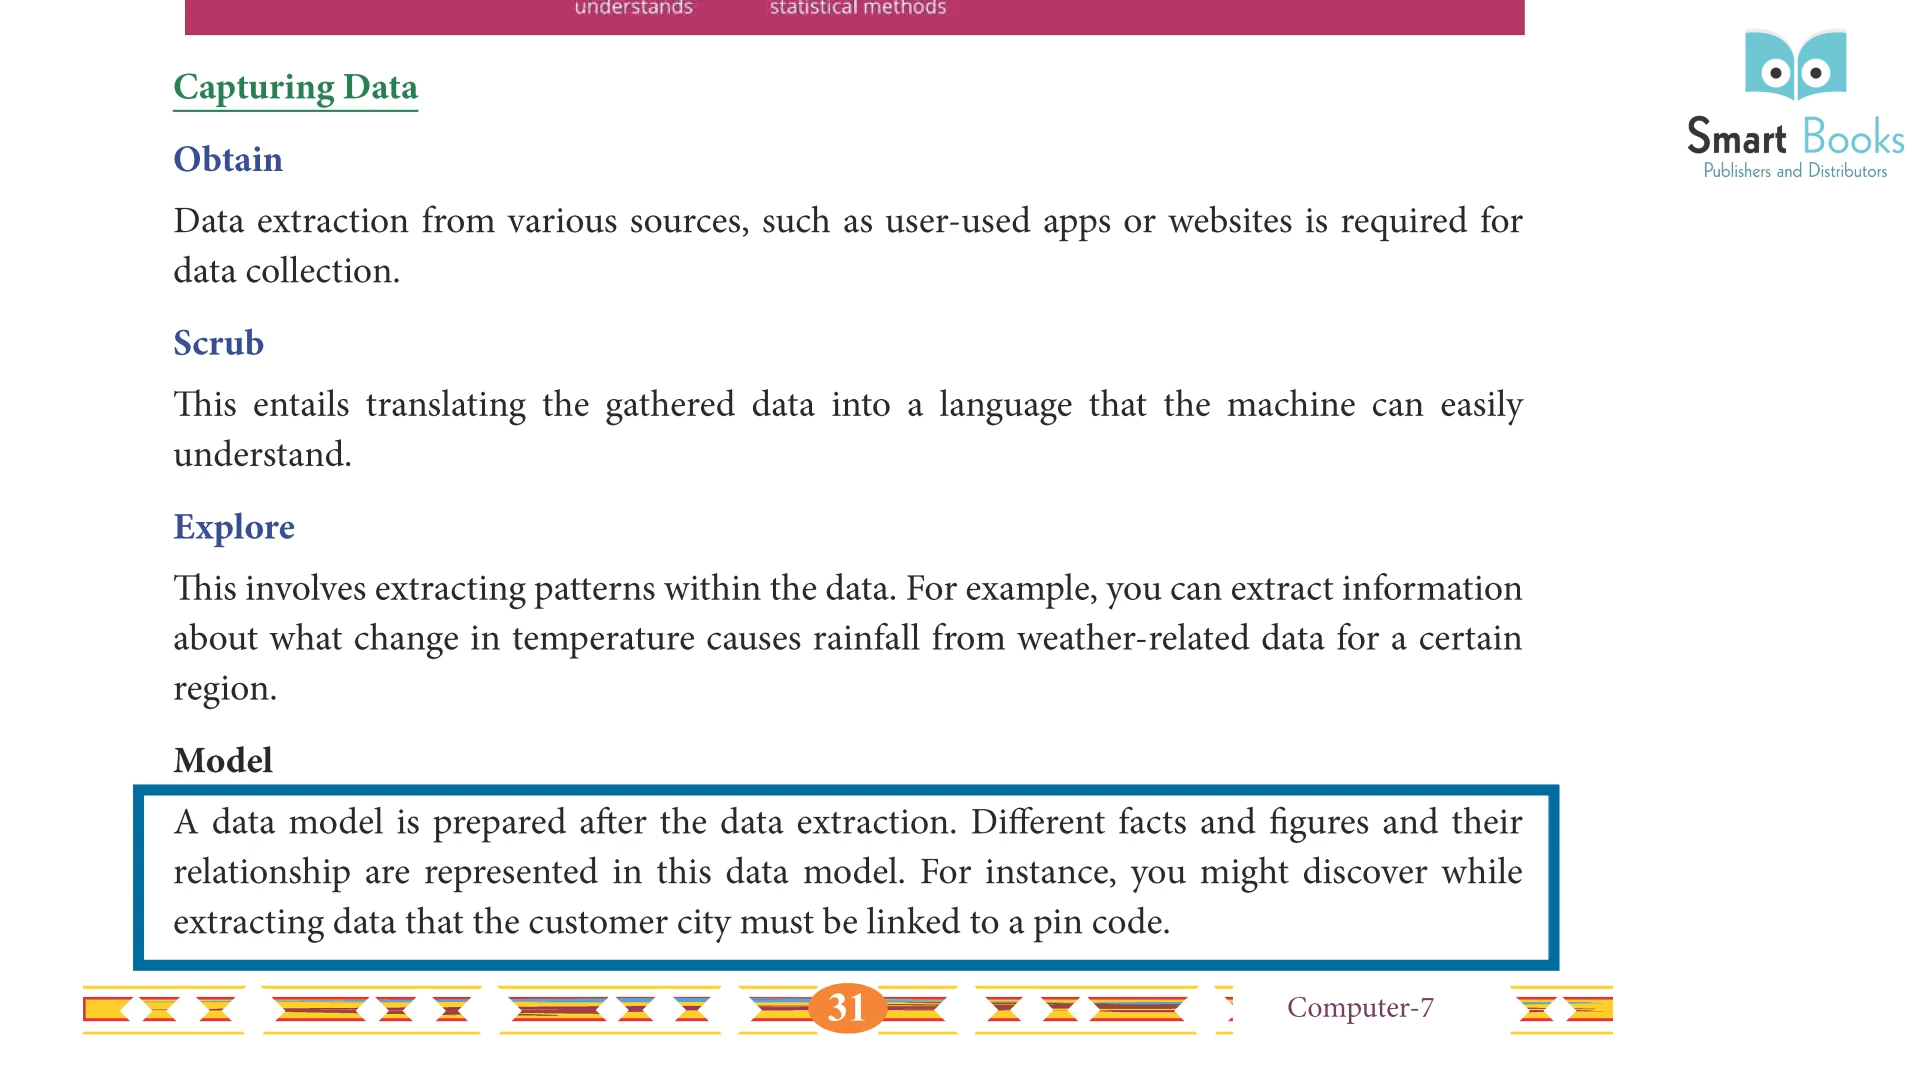 understands statistical methods
Capturing Data
Obtain
Data extraction from various sources, such as user-used apps or websites is required for
data collection.
Scrub
This entails translating the gathered data into a language that the machine can easily
understand.
Explore
This involves extracting patterns within the data. For example, you can extract information
about what change in temperature causes rainfall from weather-related data for a certain
region.
Model
A data model is prepared after the data extraction. Different facts and figures and their
relationship are represented in this data model. For instance, you might discover while
extracting data that the customer city must be linked to a pin code.
31
Computer-7
Smart Books
Publishers and Distributors